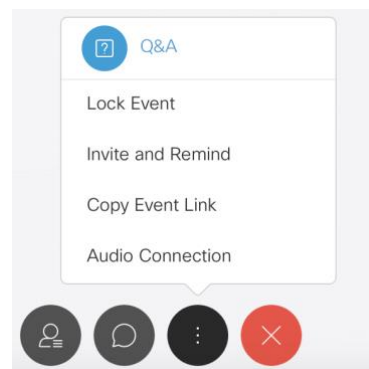 Q&A
Lock Event
Invite and Remind
Copy Event Link
Audio Connection